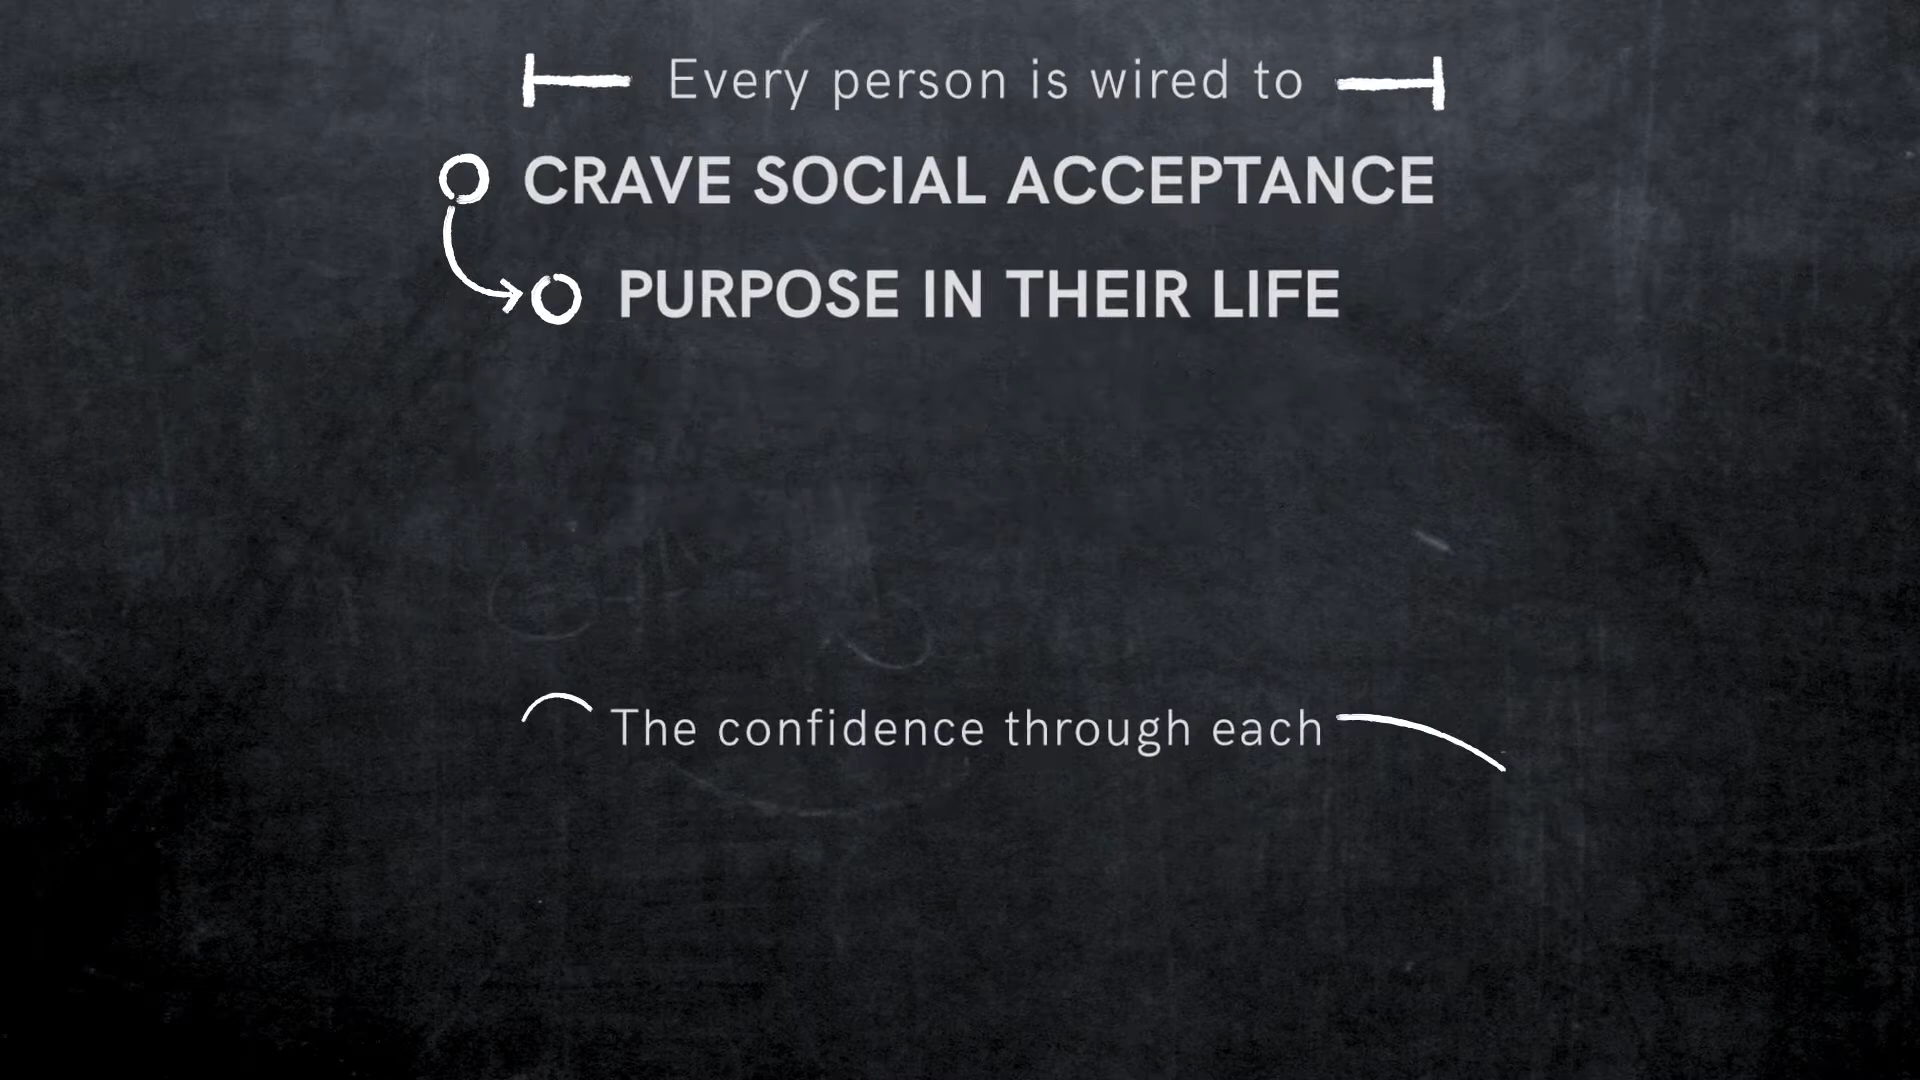 Every person is wired to
CRAVE SOCIAL ACCEPTANCE
PURPOSE IN THEIR LIFE
The confidence through each